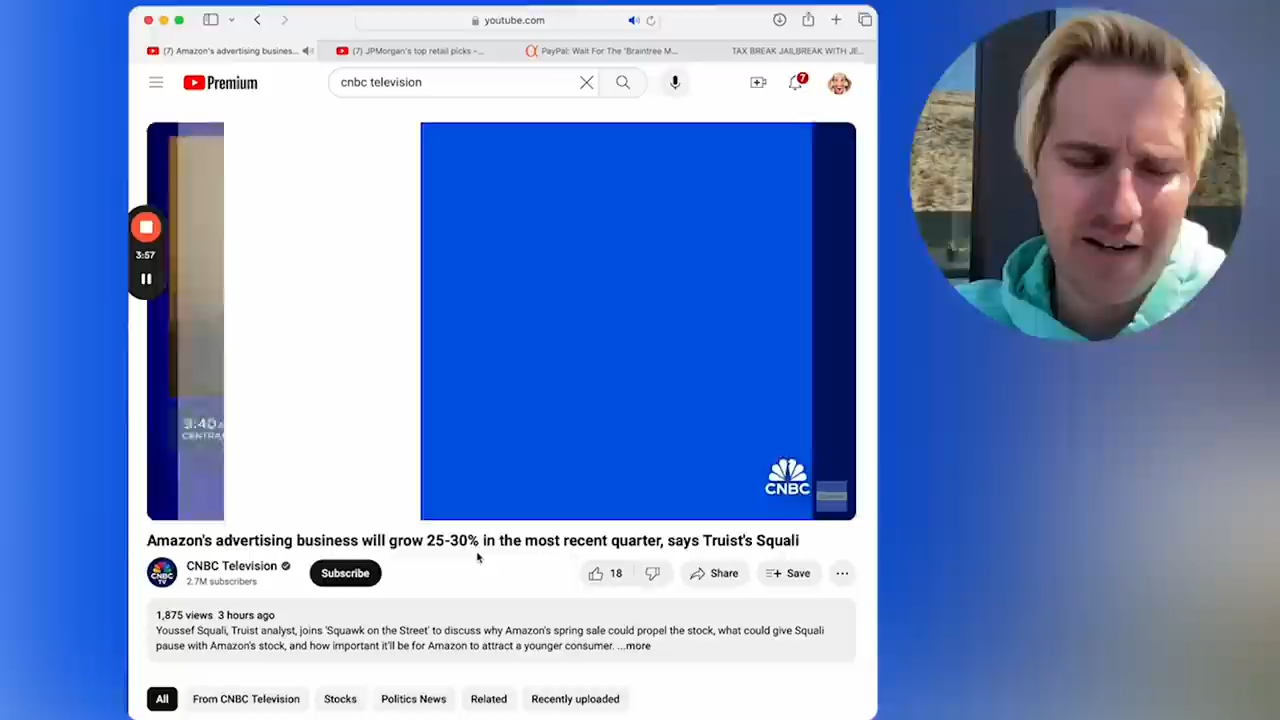 youtube.com
(7) Amazon's advertising busines...
(7) JPMorgan's top retail picks -...
PayPal: Wait For The 'Braintree M...
TAX BREAK JAILBREAK WITH JE...
Premium
cnbc television
7
3:57
3:40
CENTRA
CNBC
Amazon's advertising business will grow 25-30% in the most recent quarter, says Truist's Squali
CNBC Television
2.7M subscribers
Subscribe
18
Share
Save
1,875 views 3 hours ago
Youssef Squali, Truist analyst, joins 'Squawk on the Street' to discuss why Amazon's spring sale could propel the stock, what could give Squali
pause with Amazon's stock, and how important it'll be for Amazon to attract a younger consumer. ...more
All
From CNBC Television
Stocks
Politics News
Related
Recently uploaded